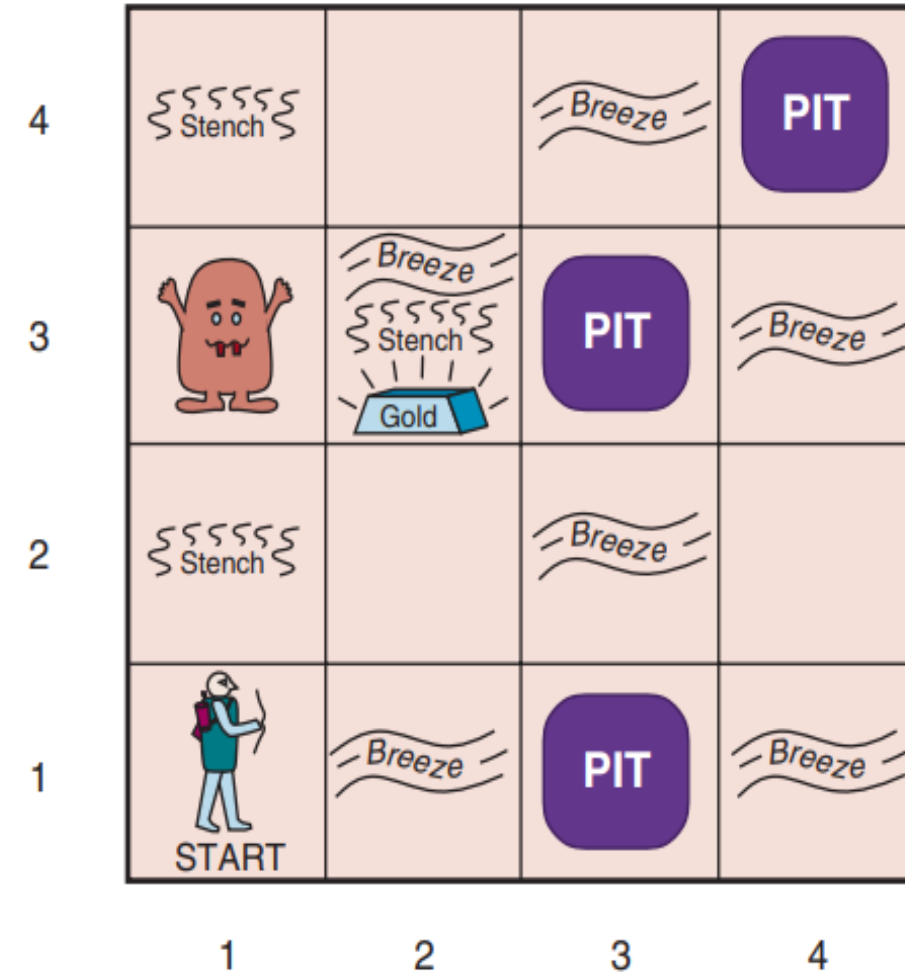 4
Stench
Breeze
PIT
3
Breeze
Stench
Gold
PIT
Breeze
2
Stench
Breeze
1
START
Breeze
PIT
Breeze
1 2 3 4